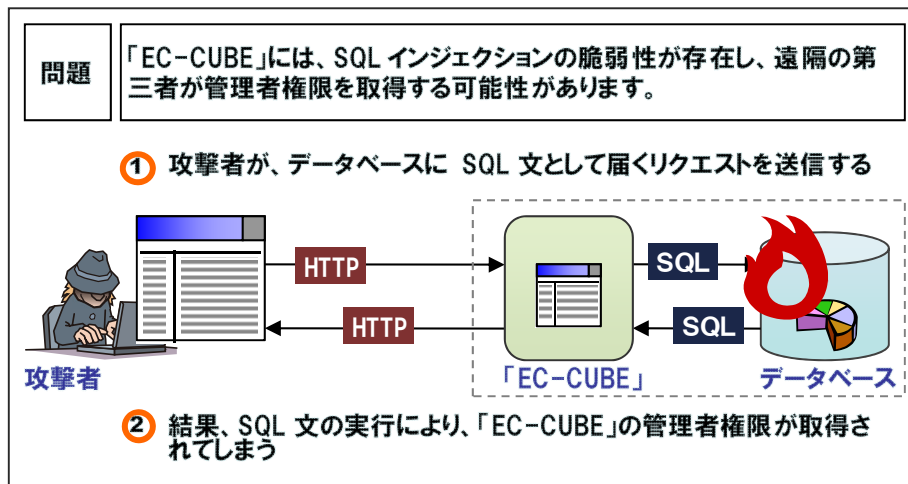 問題
「EC-CUBE」には、SQL インジェクションの脆弱性が存在し、遠隔の第
三者が管理者権限を取得する可能性があります。
1 攻撃者が、データベースに SQL 文として届くリクエストを送信する
HTTP
SQL
HTTP
SQL
攻撃者
「EC-CUBE」
データベース
2 結果、SQL 文の実行により、「EC-CUBE」の管理者権限が取得さ
れてしまう